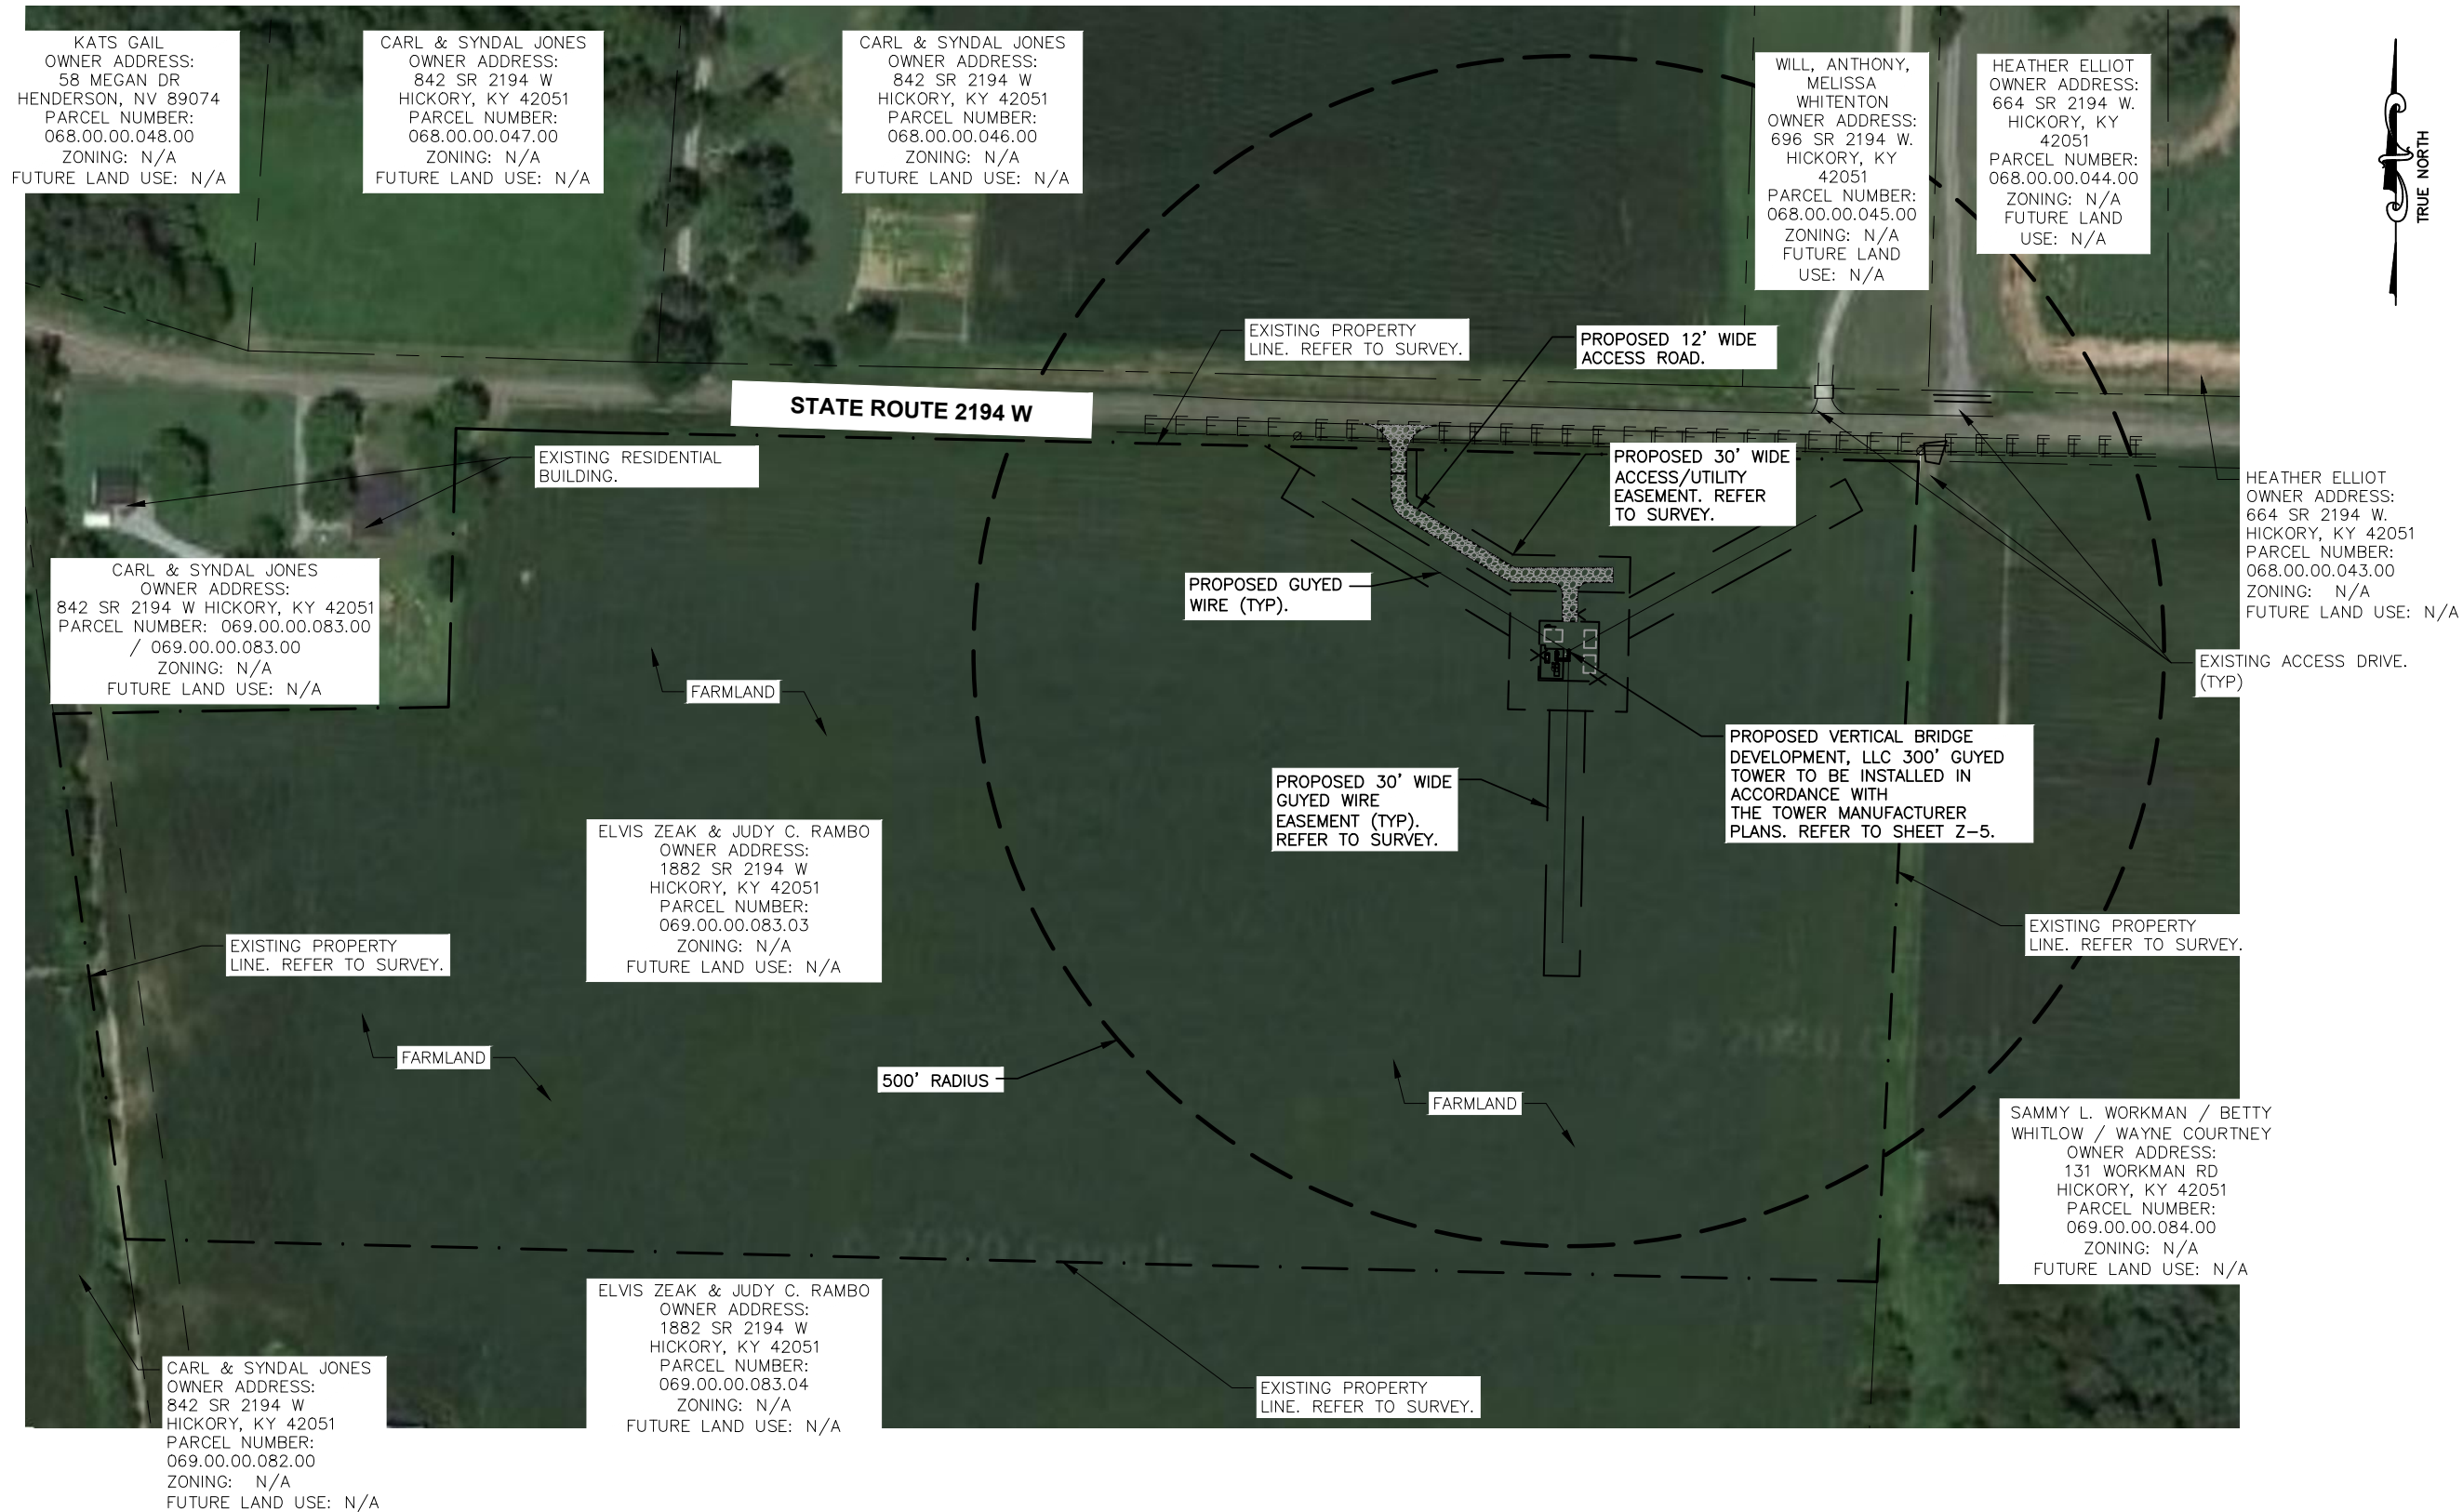 KATS GAIL
OWNER ADDRESS:
58 MEGAN DR
HENDERSON, NV 89074
PARCEL NUMBER:
068.00.00.048.00
ZONING: N/A
FUTURE LAND USE: N/A
CARL & SYNDAL JONES
OWNER ADDRESS:
842 SR 2194 W
HICKORY, KY 42051
PARCEL NUMBER:
068.00.00.047.00
ZONING: N/A
FUTURE LAND USE: N/A
CARL & SYNDAL JONES
OWNER ADDRESS:
842 SR 2194 W
HICKORY, KY 42051
PARCEL NUMBER:
068.00.00.046.00
ZONING: N/A
FUTURE LAND USE: N/A
WILL, ANTHONY,
MELISSA
WHITENTON
OWNER ADDRESS:
696 SR 2194 W.
HICKORY, KY
42051
PARCEL NUMBER:
068.00.00.045.00
ZONING: N/A
FUTURE LAND
USE: N/A
HEATHER ELLIOT
OWNER ADDRESS:
664 SR 2194 W.
HICKORY, KY
42051
PARCEL NUMBER:
068.00.00.044.00
ZONING: N/A
FUTURE LAND
USE: N/A
TRUE NORTH
EXISTING PROPERTY
LINE. REFER TO SURVEY.
PROPOSED 12' WIDE
ACCESS ROAD.
STATE ROUTE 2194 W
E E E E E E E E E E E E E E E E E E E E E E E E E E E E E E E E E
EXISTING RESIDENTIAL
BUILDING.
PROPOSED 30' WIDE
ACCESS/UTILITY
EASEMENT. REFER
TO SURVEY.
HEATHER ELLIOT
OWNER ADDRESS:
664 SR 2194 W.
HICKORY, KY 42051
PARCEL NUMBER:
068.00.00.043.00
ZONING: N/A
FUTURE LAND USE: N/A
CARL & SYNDAL JONES
OWNER ADDRESS:
842 SR 2194 W HICKORY, KY 42051
PARCEL NUMBER: 069.00.00.083.00
/ 069.00.00.083.00
ZONING: N/A
FUTURE LAND USE: N/A
PROPOSED GUYED
WIRE (TYP).
EXISTING ACCESS DRIVE.
(TYP)
FARMLAND
PROPOSED VERTICAL BRIDGE
DEVELOPMENT, LLC 300' GUYED
TOWER TO BE INSTALLED IN
ACCORDANCE WITH
THE TOWER MANUFACTURER
PLANS. REFER TO SHEET Z-5.
PROPOSED 30' WIDE
GUYED WIRE
EASEMENT (TYP).
REFER TO SURVEY.
ELVIS ZEAK & JUDY C. RAMBO
OWNER ADDRESS:
1882 SR 2194 W
HICKORY, KY 42051
PARCEL NUMBER:
069.00.00.083.03
ZONING: N/A
FUTURE LAND USE: N/A
EXISTING PROPERTY
LINE. REFER TO SURVEY.
EXISTING PROPERTY
LINE. REFER TO SURVEY.
© 2020 Google
FARMLAND
500' RADIUS
FARMLAND
SAMMY L. WORKMAN / BETTY
WHITLOW / WAYNE COURTNEY
OWNER ADDRESS:
131 WORKMAN RD
HICKORY, KY 42051
PARCEL NUMBER:
069.00.00.084.00
ZONING: N/A
FUTURE LAND USE: N/A
© 2020 Google
ELVIS ZEAK & JUDY C. RAMBO
OWNER ADDRESS:
1882 SR 2194 W
HICKORY, KY 42051
PARCEL NUMBER:
069.00.00.083.04
ZONING: N/A
FUTURE LAND USE: N/A
CARL & SYNDAL JONES
OWNER ADDRESS:
842 SR 2194 W
HICKORY, KY 42051
PARCEL NUMBER:
069.00.00.082.00
ZONING: N/A
FUTURE LAND USE: N/A
EXISTING PROPERTY
LINE. REFER TO SURVEY.